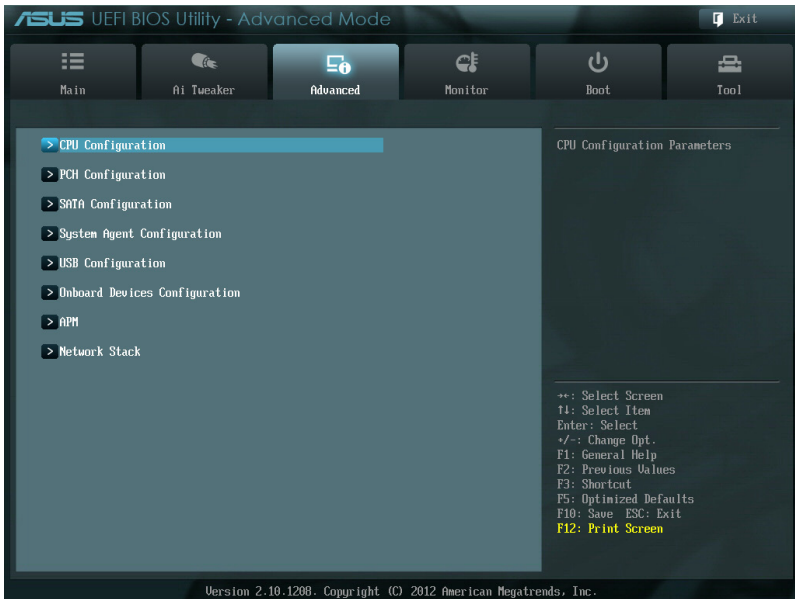 ASUS UEFI BIOS Utility - Advanced Mode
Exit
Main
Ai Tweaker
Advanced
Monitor
Boot
Tool
> CPU Configuration
> PCH Configuration
> SATA Configuration
> System Agent Configuration
> USB Configuration
> Onboard Devices Configuration
> APM
> Network Stack
CPU Configuration Parameters
→←: Select Screen
↑↓: Select Item
Enter: Select
+/-: Change Opt.
F1: General Help
F2: Previous Values
F3: Shortcut
F5: Optimized Defaults
F10: Save ESC: Exit
F12: Print Screen
Version 2.10.1208. Copyright (C) 2012 American Megatrends, Inc.